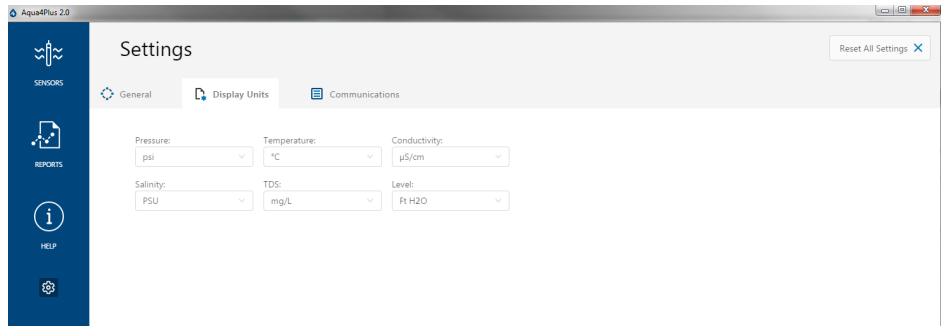 Aqua4Plus 2.0
Settings
Reset All Settings
SENSORS
General
Display Units
Communications
Pressure:
Temperature:
Conductivity:
psi
°C
µS/cm
REPORTS
Salinity:
TDS:
Level:
PSU
mg/L
Ft H2O
HELP